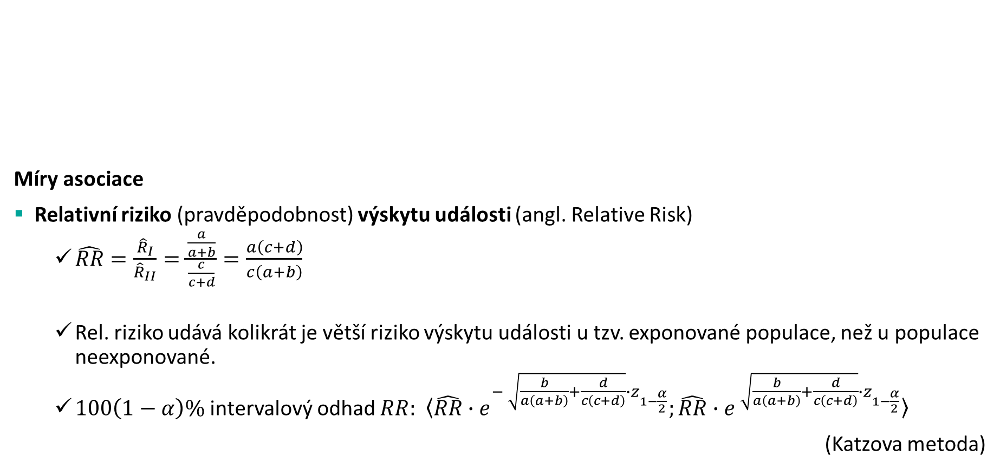 Míry asociace
▪ Relativní riziko (pravděpodobnost) výskytu události (angl. Relative Risk)
✓ $\widehat{RR} = \frac{\hat{R}_I}{\hat{R}_{II}} = \frac{\frac{a}{a+b}}{\frac{c}{c+d}} = \frac{a(c+d)}{c(a+b)}$
✓ Rel. riziko udává kolikrát je větší riziko výskytu události u tzv. exponované populace, než u populace
neexponované.
✓ $100(1-\alpha)\%$ intervalový odhad $RR$: $\langle \widehat{RR} \cdot e^{-\sqrt{\frac{b}{a(a+b)}+\frac{d}{c(c+d)}} \cdot z_{1-\frac{\alpha}{2}}}; \widehat{RR} \cdot e^{\sqrt{\frac{b}{a(a+b)}+\frac{d}{c(c+d)}} \cdot z_{1-\frac{\alpha}{2}}} \rangle$
(Katzova metoda)